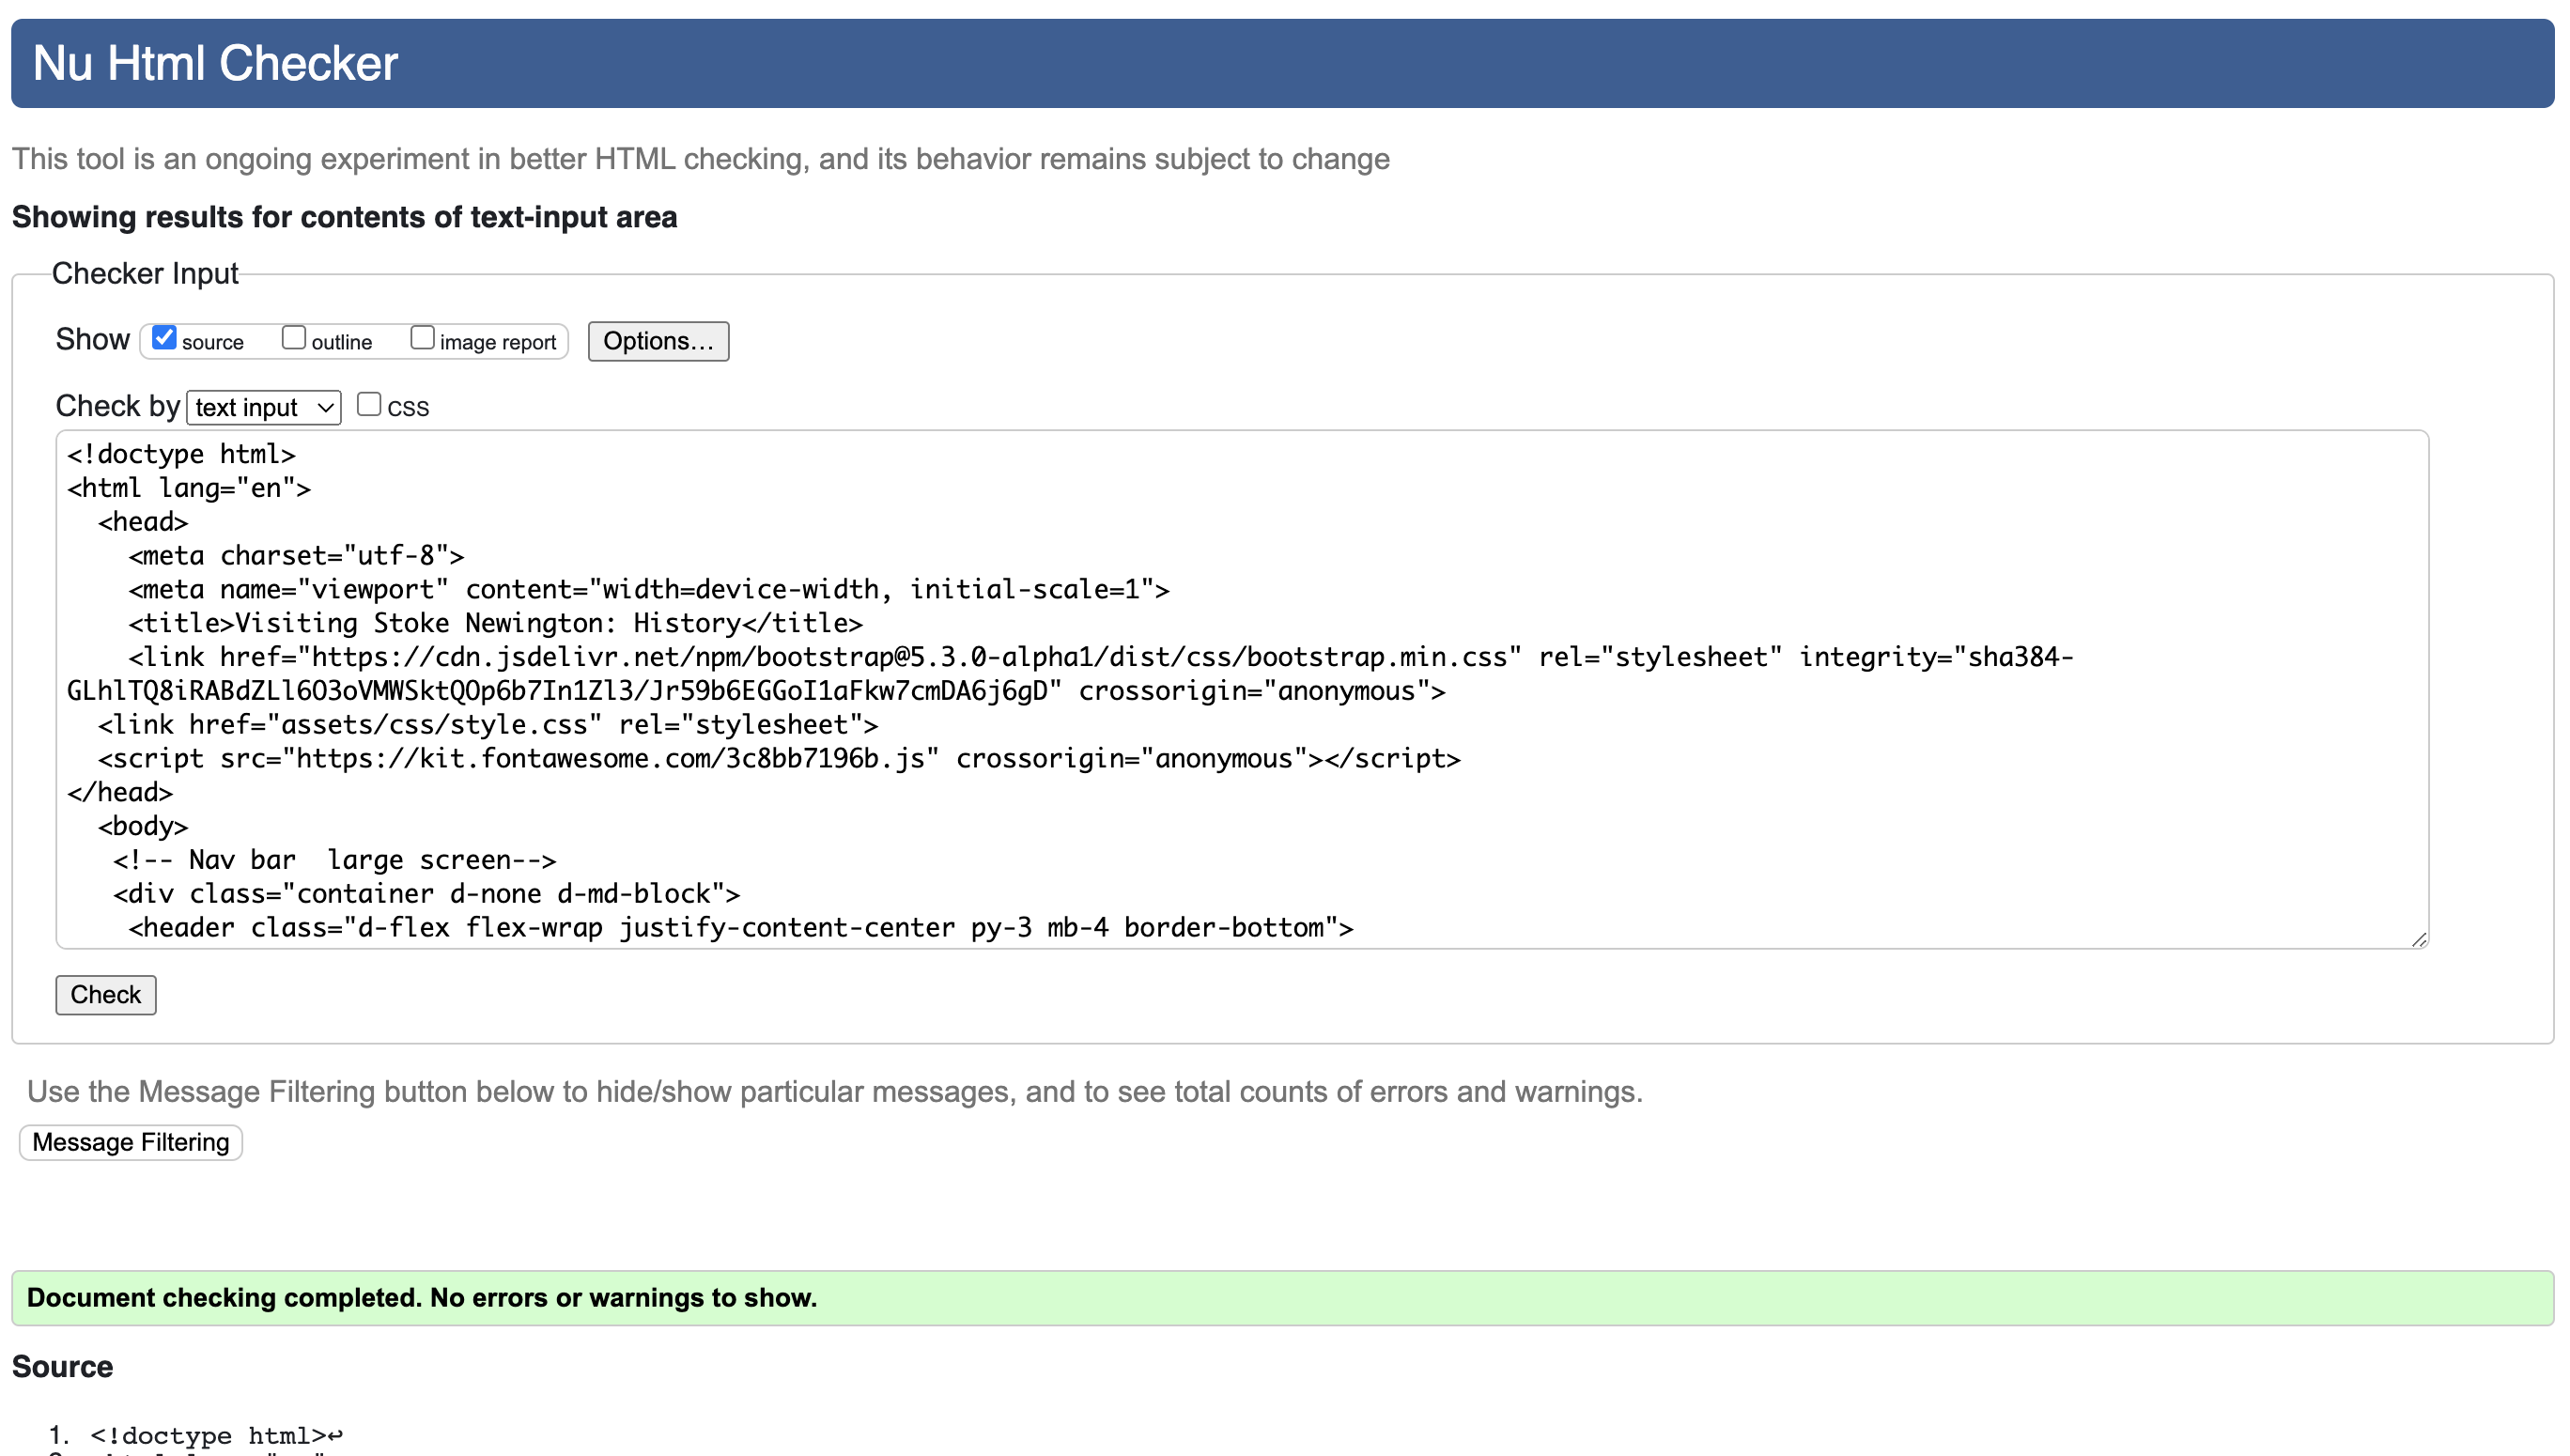 Nu Html Checker
This tool is an ongoing experiment in better HTML checking, and its behavior remains subject to change
Showing results for contents of text-input area
Checker Input
Show source outline image report Options...
Check by text input CSS
<!doctype html>
<html lang="en">
  <head>
    <meta charset="utf-8">
    <meta name="viewport" content="width=device-width, initial-scale=1">
    <title>Visiting Stoke Newington: History</title>
    <link href="https://cdn.jsdelivr.net/npm/bootstrap@5.3.0-alpha1/dist/css/bootstrap.min.css" rel="stylesheet" integrity="sha384-
GLhlTQ8iRABdZLl6O3oVMWSktQOp6b7In1Zl3/Jr59b6EGGoI1aFkw7cmDA6j6gD" crossorigin="anonymous">
  <link href="assets/css/style.css" rel="stylesheet">
  <script src="https://kit.fontawesome.com/3c8bb7196b.js" crossorigin="anonymous"></script>
</head>
  <body>
   <!-- Nav bar  large screen-->
   <div class="container d-none d-md-block">
    <header class="d-flex flex-wrap justify-content-center py-3 mb-4 border-bottom">
Check
Use the Message Filtering button below to hide/show particular messages, and to see total counts of errors and warnings.
Message Filtering
Document checking completed. No errors or warnings to show.
Source
1. <!doctype html>↩